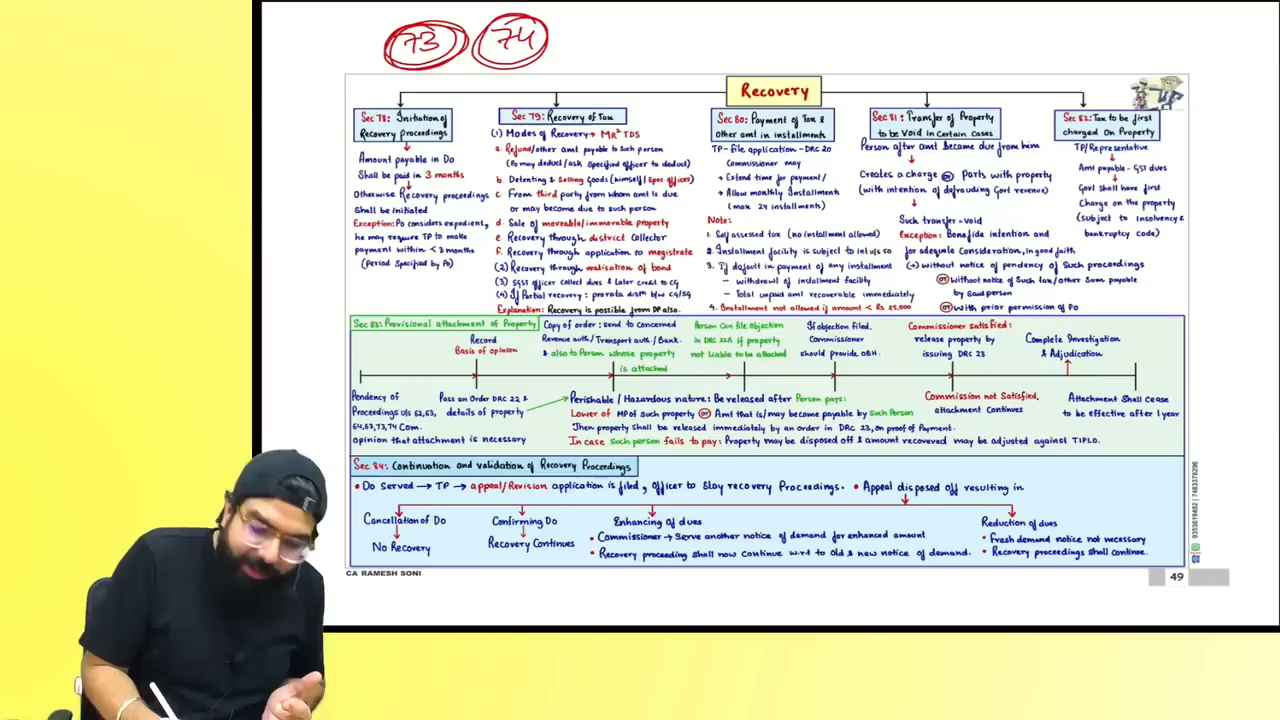 73 74
Recovery
Sec 78: Initiation of
Recovery proceedings
Amount payable in Do
Shall be paid in 3 months
Otherwise Recovery proceedings
Shall be initiated
Exception: Po considers expedient,
he may require TP to make
payment within < 3 months
(Period Specified by Po)
Sec 79: Recovery of Tax
(1) Modes of Recovery → MR² TDS
a. Refund/other amt payable to Such person
(Po may deduct/ask Specified officer to deduct)
b. Detenting & Selling Goods (himself/Spec officer)
c. From third party from whom amt is due
or may become due to such person
d. Sale of moveable/immovable property
e. Recovery through district Collector
f. Recovery through application to megistrate
(2) Recovery through realisation of bond
(3) SGST officer Collect dues & Later credit to CG
(4) If Partial recovery: prorata distⁿ b/w CG/SG
Explanation: Recovery is possible from DP also.
Sec 80: Payment of Tax &
Other amt in installments
TP-file application - DRC 20
Commissioner may
→ Extend time for payment/
→ Allow monthly Installments
(max 24 installments)
Note:
1. Self assessed tax (no installment allowed)
2. Installment facility is subject to int u/s 50
3. If default in payment of any installment
- withdrawal of installment facility
- Total unpaid amt recoverable immediately
4. Installment not allowed if amount < Rs 25,000
Sec 81: Transfer of Property
to be Void in Certain Cases
Person after amt became due from him
Creates a charge OR Parts with property
(with intention of defrauding Govt revenue)
Such transfer = void
Exception: Bonafide intention and
for adequate Consideration, in good faith
(+) without notice of pendency of Such proceedings
OR Without notice of Such tax/other Sum payable
by Said person
OR With prior permission of PO
Sec 82: Tax to be first
charged On Property
TP/Representative
Amt payable - GST dues
Govt shall have first
Charge on the property
(subject to Insolvency &
bankruptcy code)
Sec 83: Provisional attachment of Property
Record
Basis of opinion
Copy of order: send to Concerned
Revenue auth/Transport auth/Bank.
& also to Person whose property
is attached
Person Can file Objection
in DRC 22A if property
not Liable to be attached
If objection filed,
Commissioner
should provide OBH.
Commissioner satisfied:
release property by
issuing DRC 23
Complete Investigation
& Adjudication
Pendency of
Proceedings u/s 62,63,
64,67,73,74 Com.
opinion that attachment is necessary
Pass an Order DRC 22 &
details of property
Perishable / Hazardous nature: Be released after Person pays:
Lower of MP of such property OR Amt that is/may become payable by Such Person
Then property shall be released immediately by an order in DRC 23, on proof of Payment.
In case such person fails to pay: Property may be disposed off & amount recovered may be adjusted against TIPLD.
Commission not Satisfied,
attachment Continues
Attachment Shall Cease
to be effective after 1 year
Sec 84: Continuation and validation of Recovery Proceedings
• Do Served → TP → appeal/Revision application is filed, officer to Stay recovery Proceedings. • Appeal disposed off resulting in
Cancellation of Do
No Recovery
Confirming Do
Recovery Continues
Enhancing of dues
• Commissioner → Serve another notice of demand for enhanced amount
• Recovery proceeding shall now Continue w.r.t to Old & new notice of demand.
Reduction of dues
• Fresh demand notice not necessary
• Recovery proceedings shall continue.
CA RAMESH SONI
49
9353619482 | 7483378296